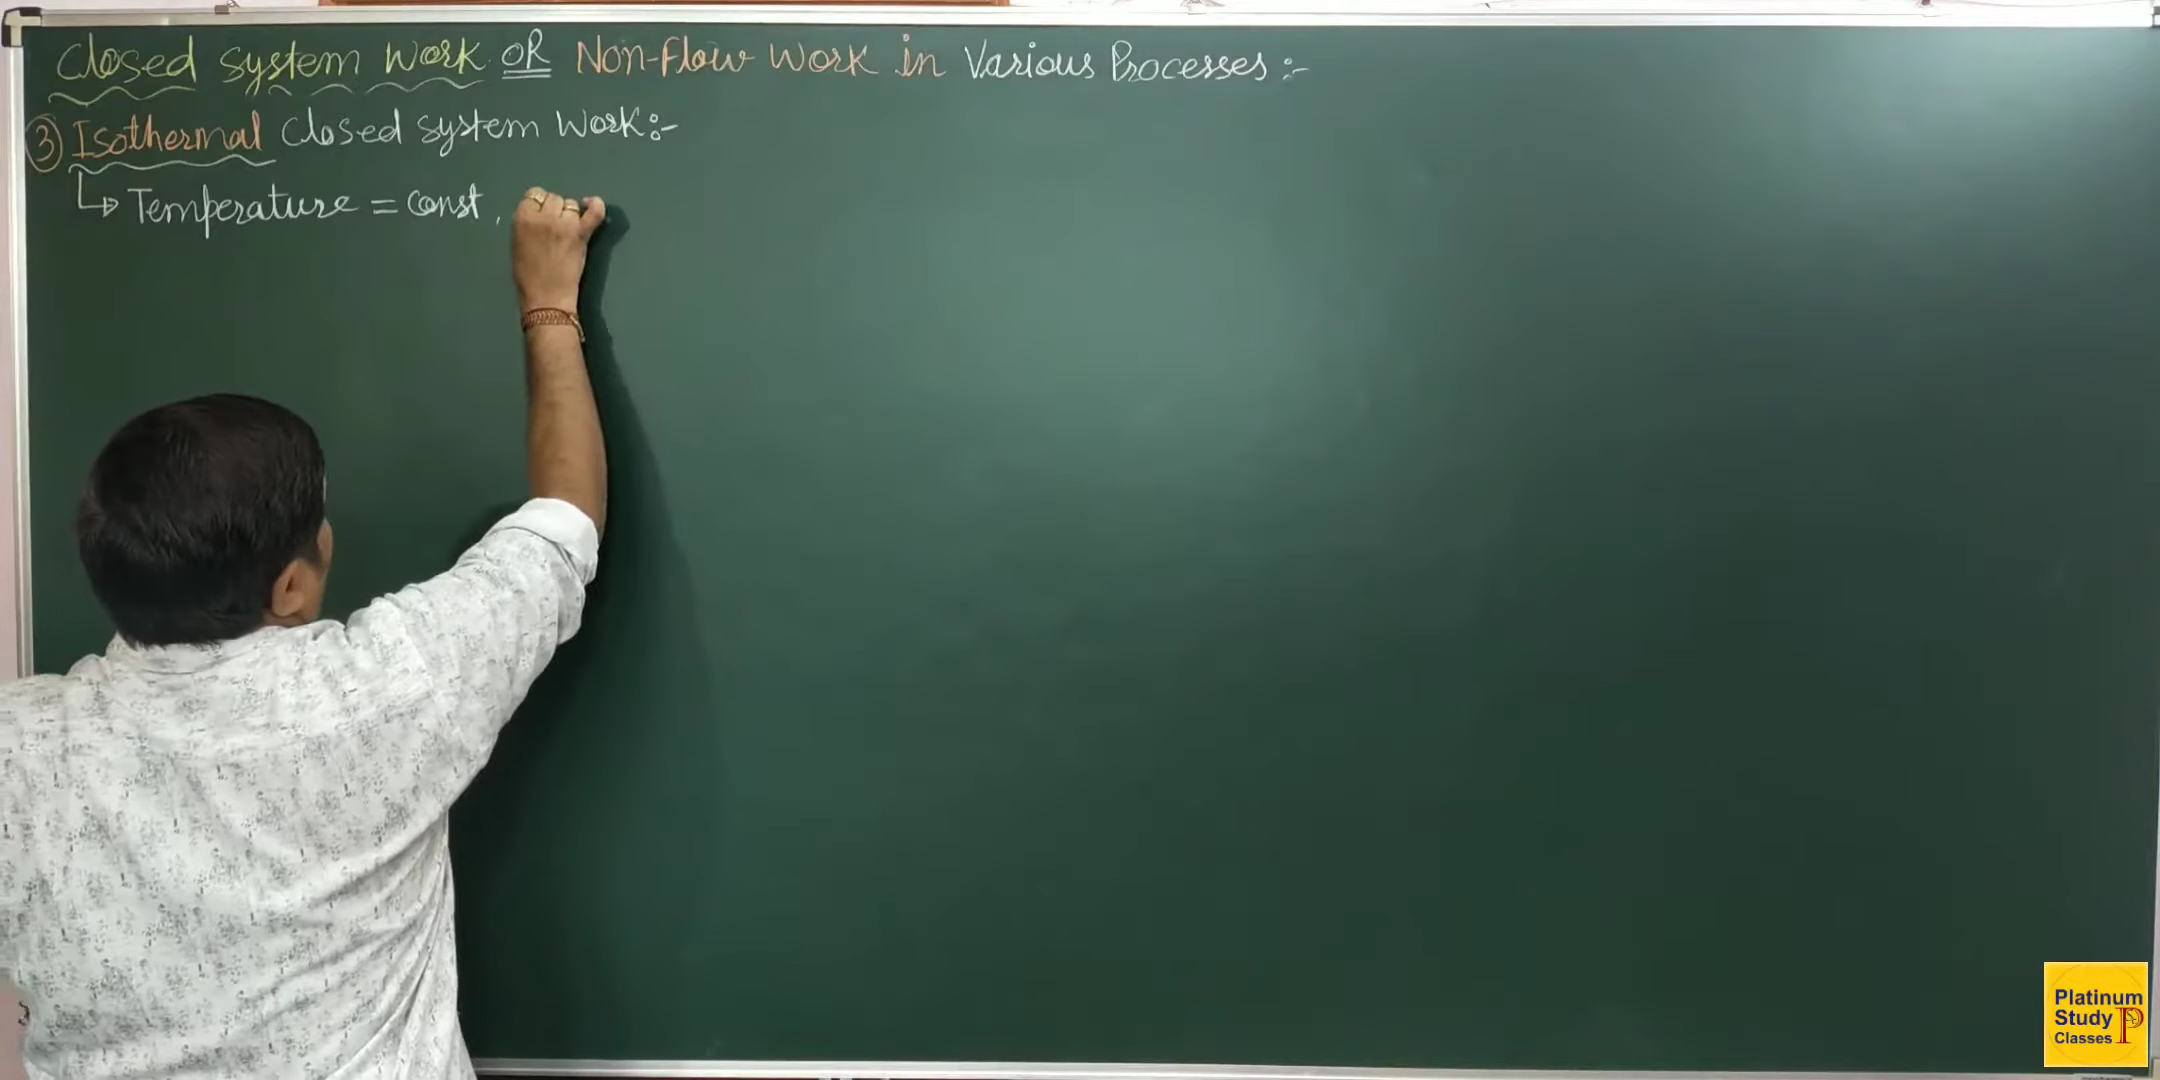 Closed system Work OR Non-Flow Work in Various Processes :-
③ Isothermal Closed system Work:-
↳ Temperature = const,
Platinum
Study
Classes P